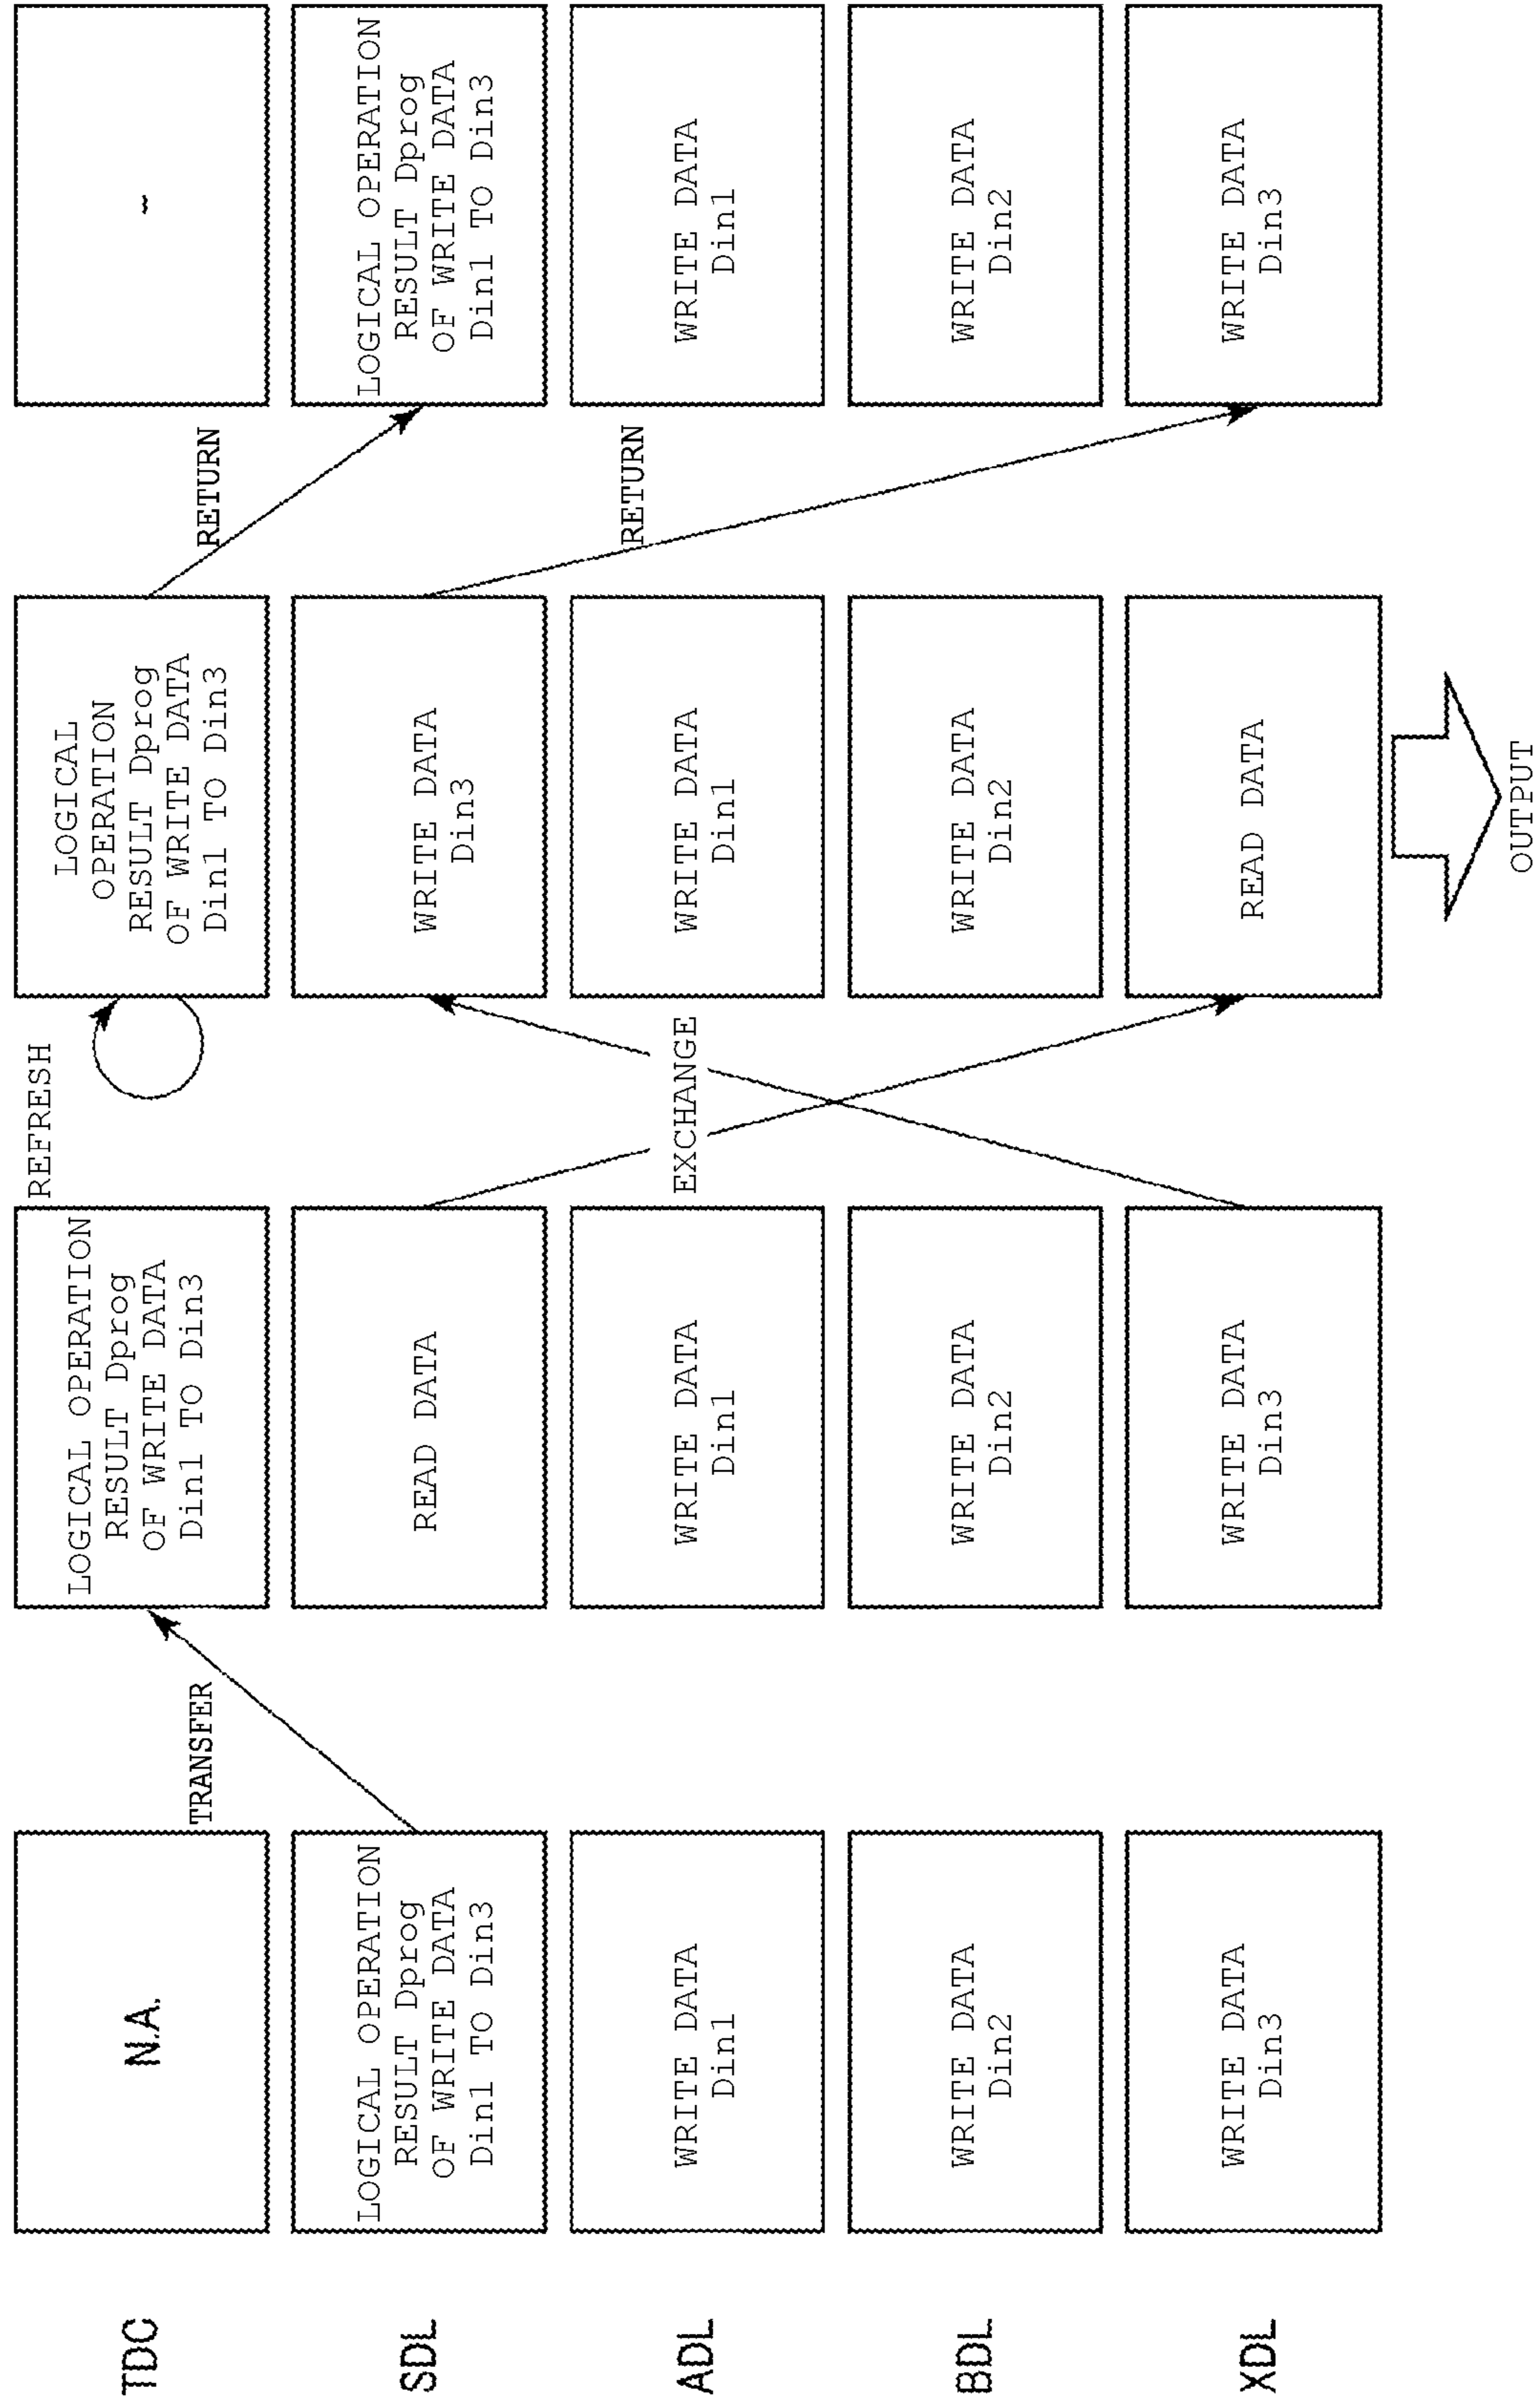 TDC
N.A.
TRANSFER
LOGICAL OPERATION
RESULT Dprog
OF WRITE DATA
Din1 TO Din3
REFRESH
LOGICAL
OPERATION
RESULT Dprog
OF WRITE DATA
Din1 TO Din3
RETURN
-
SDL
LOGICAL OPERATION
RESULT Dprog
OF WRITE DATA
Din1 TO Din3
READ DATA
WRITE DATA
Din3
LOGICAL OPERATION
RESULT Dprog
OF WRITE DATA
Din1 TO Din3
ADL
WRITE DATA
Din1
WRITE DATA
Din1
EXCHANGE
WRITE DATA
Din1
RETURN
WRITE DATA
Din1
BDL
WRITE DATA
Din2
WRITE DATA
Din2
WRITE DATA
Din2
WRITE DATA
Din2
XDL
WRITE DATA
Din3
WRITE DATA
Din3
READ DATA
WRITE DATA
Din3
OUTPUT